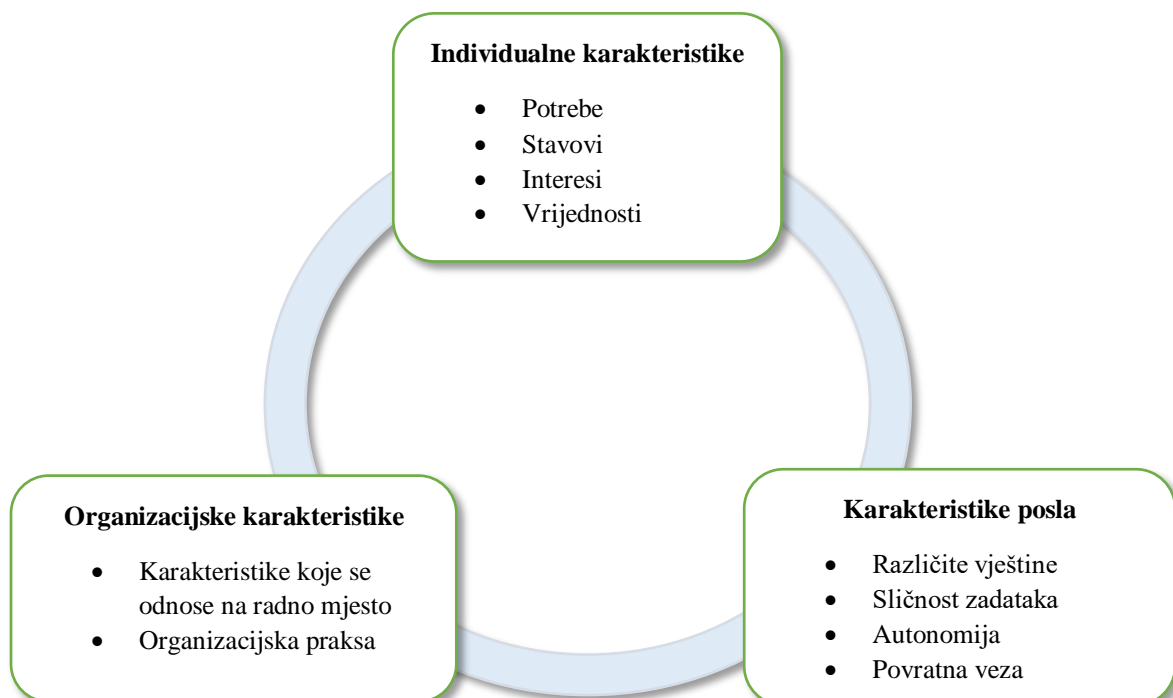 Individualne karakteristike
• Potrebe
• Stavovi
• Interesi
• Vrijednosti
Organizacijske karakteristike
• Karakteristike koje se
odnose na radno mjesto
• Organizacijska praksa
Karakteristike posla
• Različite vještine
• Sličnost zadataka
• Autonomija
• Povratna veza